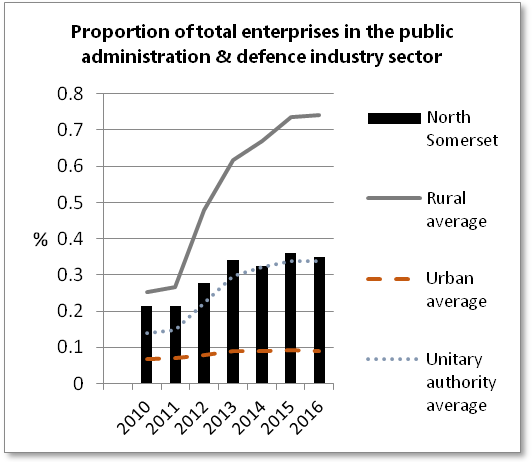 Proportion of total enterprises in the public
administration & defence industry sector
0.8
0.7
0.6
0.5
0.4
0.3
0.2
0.1
0
%
2010
2011
2012
2013
2014
2015
2016
North
Somerset
Rural
average
Urban
average
Unitary
authority
average